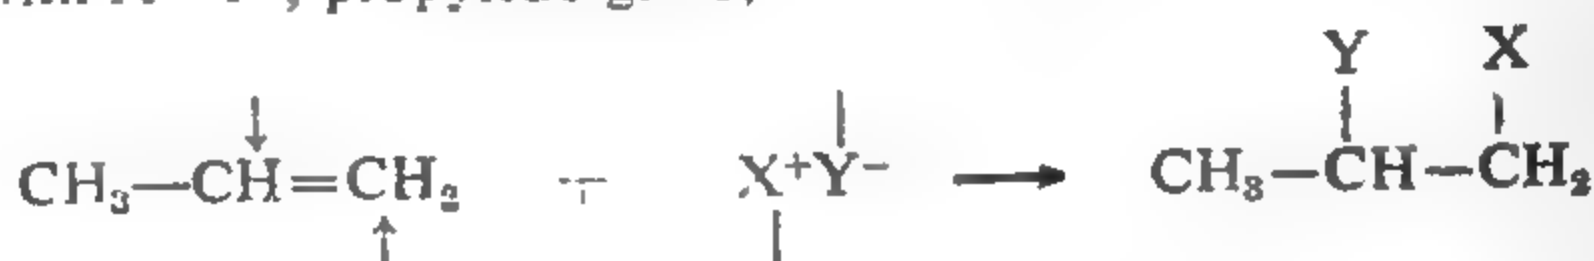 Y X
CH₃—CH=CH₂ + X⁺Y⁻ ⟶ CH₃—CH—CH₂